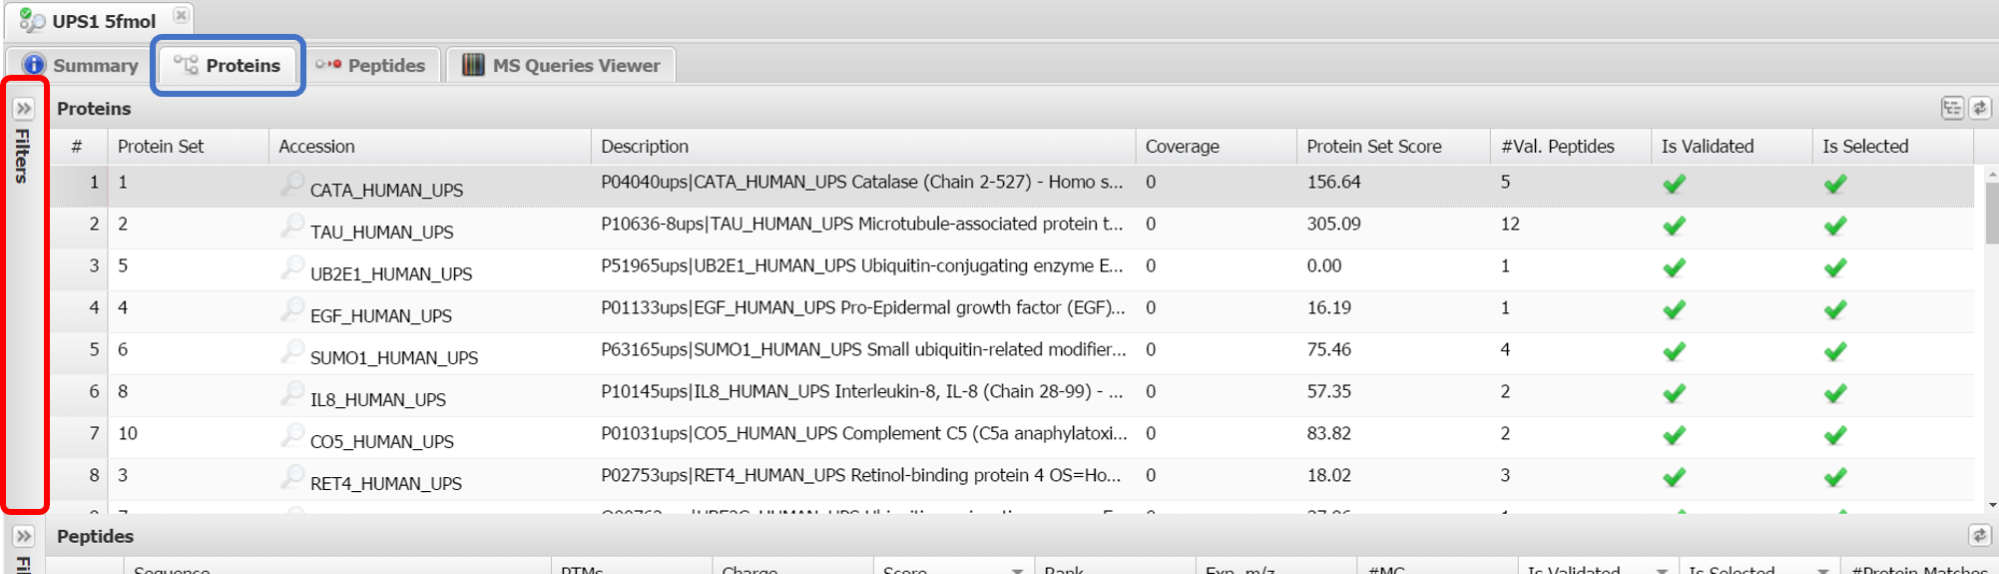 UPS1 5fmol
Summary Proteins Peptides MS Queries Viewer
Filters
Proteins
# Protein Set Accession Description Coverage Protein Set Score #Val. Peptides Is Validated Is Selected
1 1 CATA_HUMAN_UPS P04040ups|CATA_HUMAN_UPS Catalase (Chain 2-527) - Homo s... 0 156.64 5
2 2 TAU_HUMAN_UPS P10636-8ups|TAU_HUMAN_UPS Microtubule-associated protein t... 0 305.09 12
3 5 UB2E1_HUMAN_UPS P51965ups|UB2E1_HUMAN_UPS Ubiquitin-conjugating enzyme E... 0 0.00 1
4 4 EGF_HUMAN_UPS P01133ups|EGF_HUMAN_UPS Pro-Epidermal growth factor (EGF)... 0 16.19 1
5 6 SUMO1_HUMAN_UPS P63165ups|SUMO1_HUMAN_UPS Small ubiquitin-related modifier... 0 75.46 4
6 8 IL8_HUMAN_UPS P10145ups|IL8_HUMAN_UPS Interleukin-8, IL-8 (Chain 28-99) - ... 0 57.35 2
7 10 CO5_HUMAN_UPS P01031ups|CO5_HUMAN_UPS Complement C5 (C5a anaphylatoxi... 0 83.82 2
8 3 RET4_HUMAN_UPS P02753ups|RET4_HUMAN_UPS Retinol-binding protein 4 OS=Ho... 0 18.02 3
Peptides
Sequence PTMs Charge Score Rank Exp. m/z #MC Is Validated Is Selected #Protein Matches